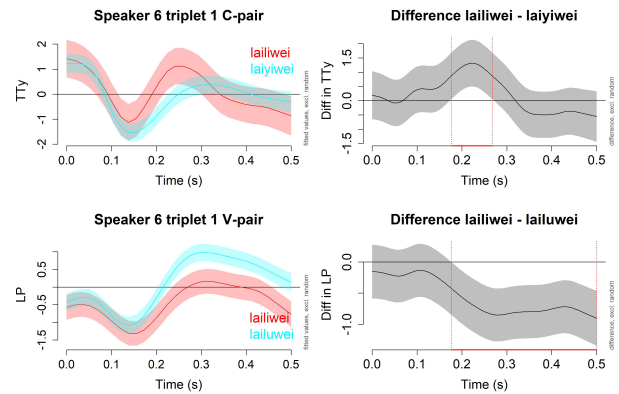 Speaker 6 triplet 1 C-pair
TTy
2
1
0
-1
-2
lailiwei
laiyiwei
fitted values, excl. random
0.0 0.1 0.2 0.3 0.4 0.5
Time (s)
Difference lailiwei - laiyiwei
Diff in TTy
1.5
0.0
-1.5
difference, excl. random
0.0 0.1 0.2 0.3 0.4 0.5
Time (s)
Speaker 6 triplet 1 V-pair
LP
0.5
-0.5
-1.5
lailiwei
lailuwei
fitted values, excl. random
0.0 0.1 0.2 0.3 0.4 0.5
Time (s)
Difference lailiwei - lailuwei
Diff in LP
0.0
-1.0
difference, excl. random
0.0 0.1 0.2 0.3 0.4 0.5
Time (s)